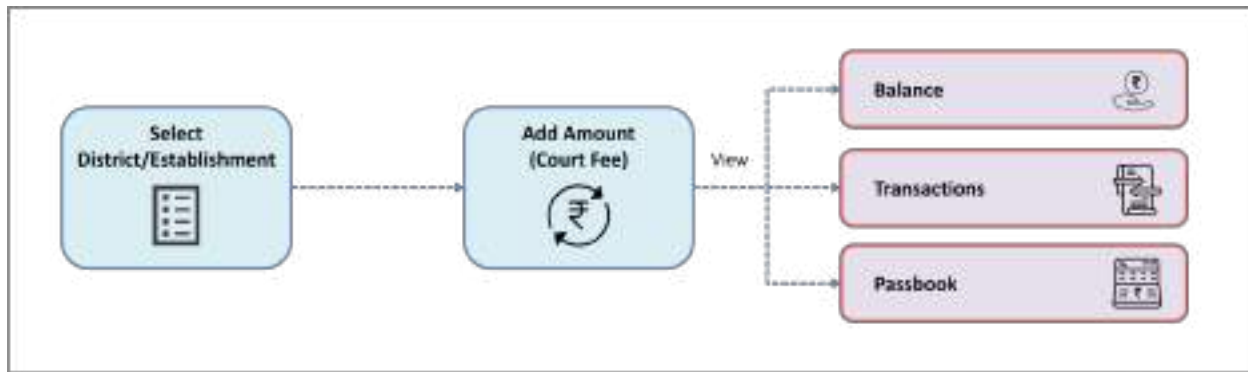 Select
District/Establishment
Add Amount
(Court Fee)
₹
View
Balance
₹
Transactions
Passbook
₹